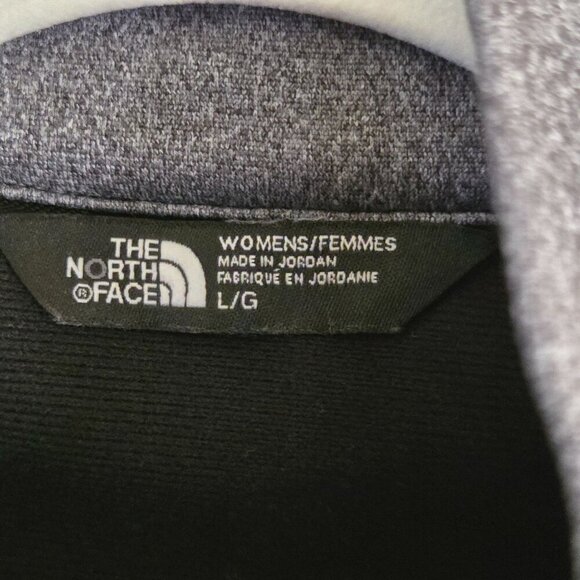 THE
NORTH
®FACE
WOMENS/FEMMES
MADE IN JORDAN
FABRIQUÉ EN JORDANIE
L/G